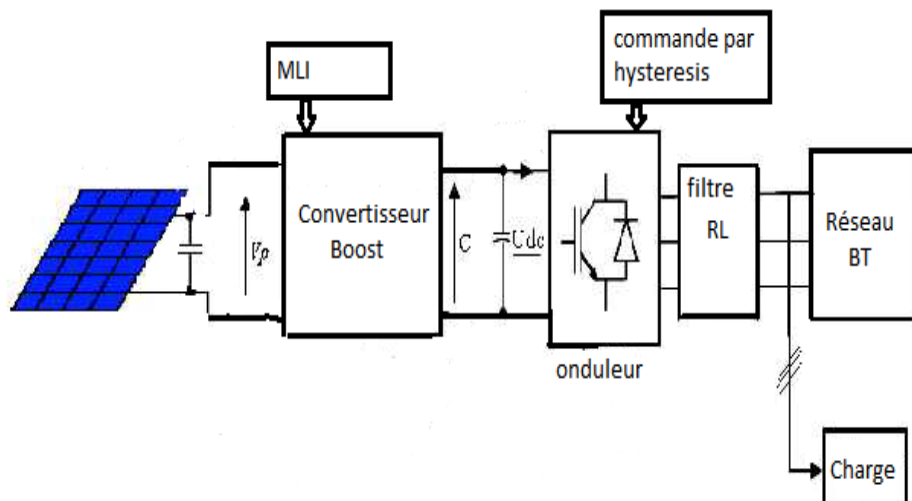 MLI
commande par
hysteresis
Convertisseur
Boost
Vp
C
Udc
filtre
RL
Réseau
BT
onduleur
Charge